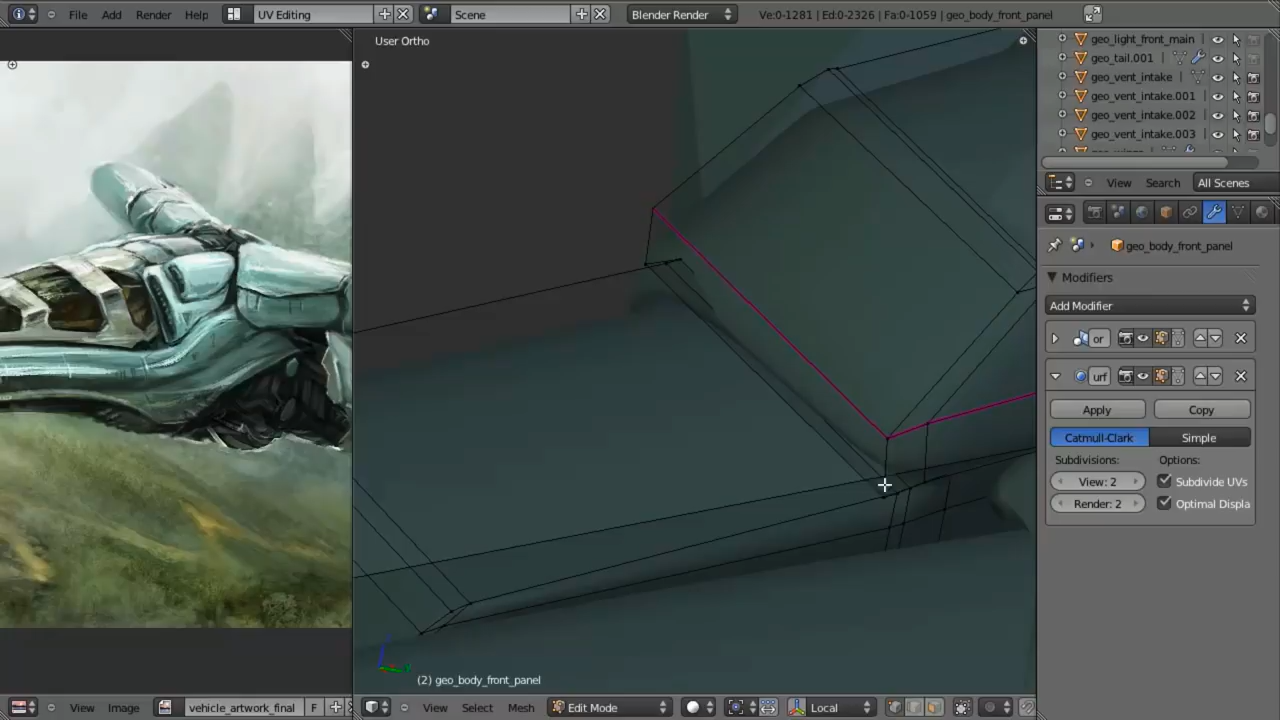 File Add Render Help UV Editing Scene Blender Render Ve:0-1281 | Ed:0-2326 | Fa:0-1059 | geo_body_front_panel
User Ortho
geo_light_front_main
geo_tail.001
geo_vent_intake
geo_vent_intake.001
geo_vent_intake.002
geo_vent_intake.003
View Search All Scenes
geo_body_front_panel
Modifiers
Add Modifier
or
urf
Apply Copy
Catmull-Clark Simple
Subdivisions: Options:
View: 2 Subdivide UVs
Render: 2 Optimal Displa
(2) geo_body_front_panel
View Image vehicle_artwork_final F View Select Mesh Edit Mode Local